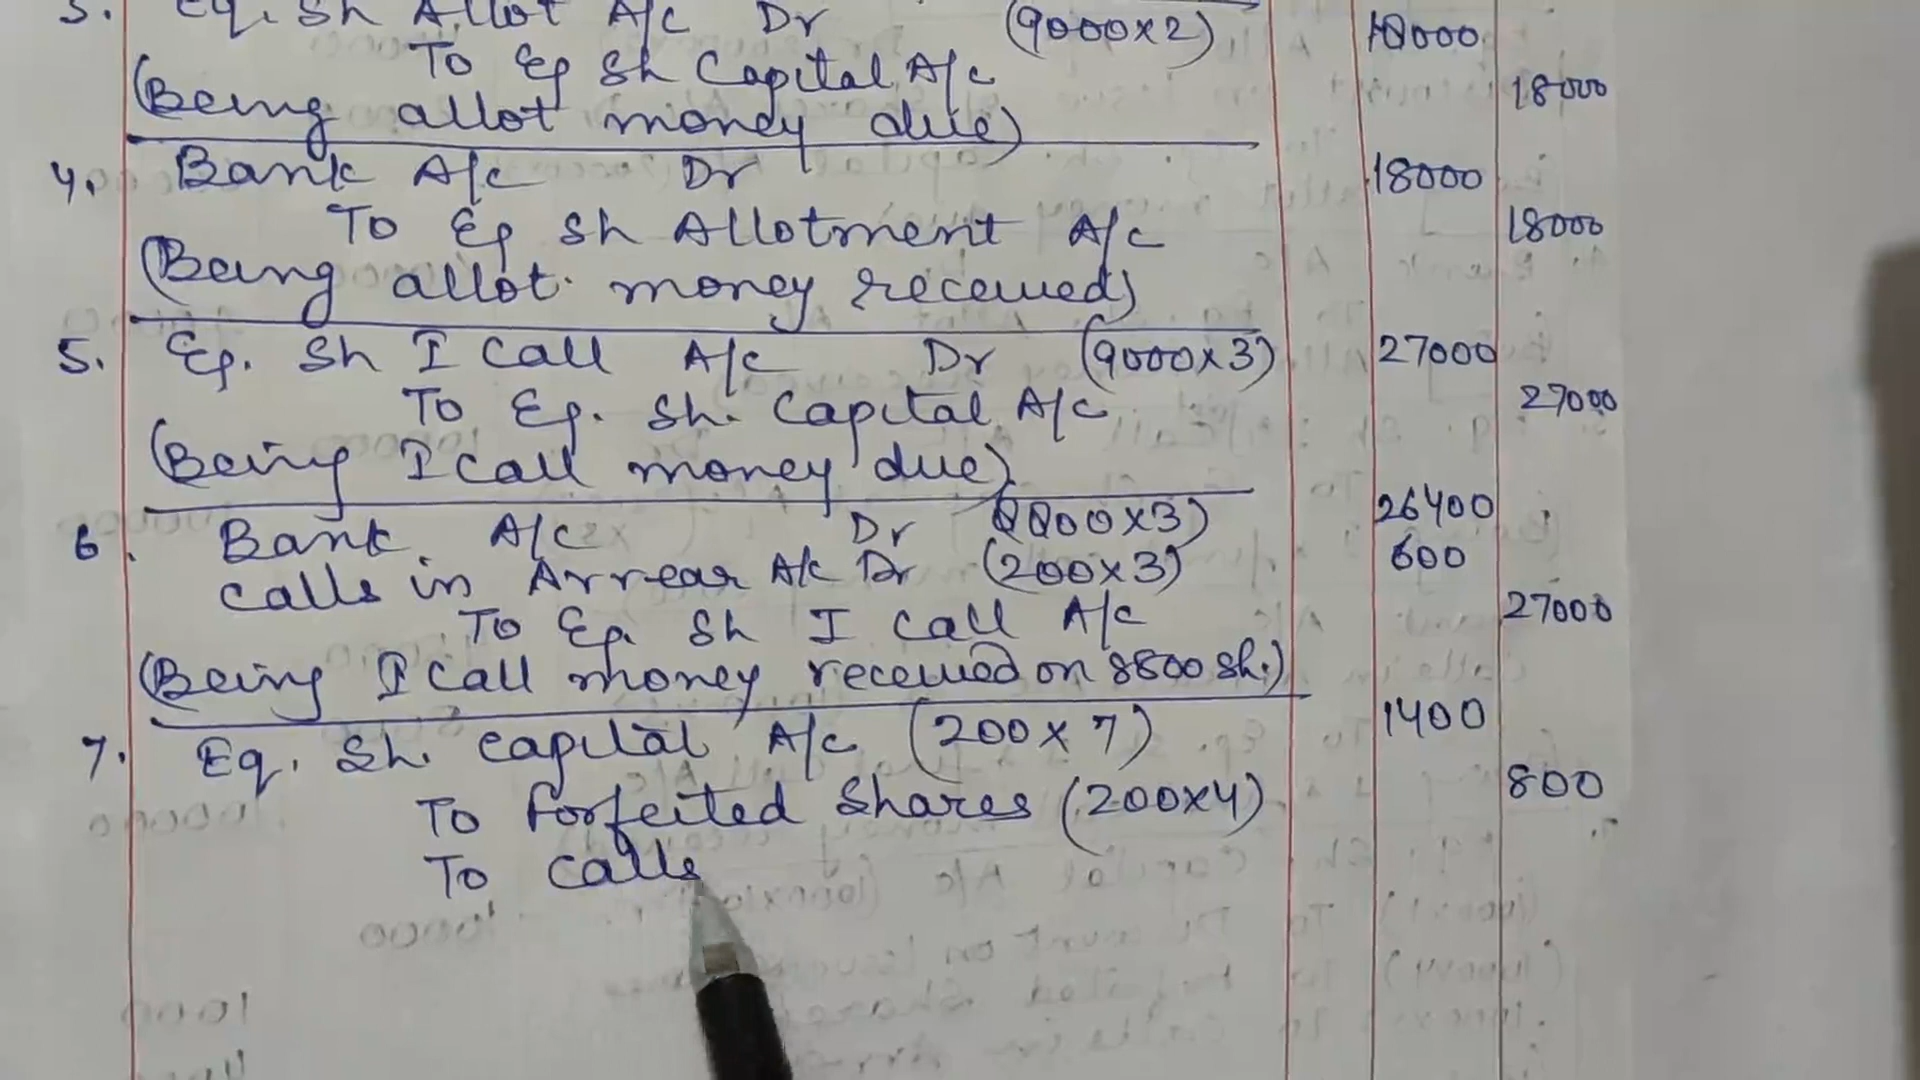 3. Eq. Sh Allot A/c Dr (9000x2) 18000
To Eq Sh Capital A/c 18000
(Being allot money due)
4. Bank A/c Dr 18000
To Eq Sh Allotment A/c 18000
(Being allot. money received)
5. Eq. Sh I Call A/c Dr (9000x3) 27000
To Eq. Sh. Capital A/c 27000
(Being I call money due)
6. Bank A/c Dr (8800x3) 26400
calls in Arrear A/c Dr (200x3) 600
To Eq. Sh I call A/c 27000
(Being I call money received on 8800 sh.)
7. Eq. Sh. capital A/c (200x7) 1400
To forfeited shares (200x4) 800
To calls